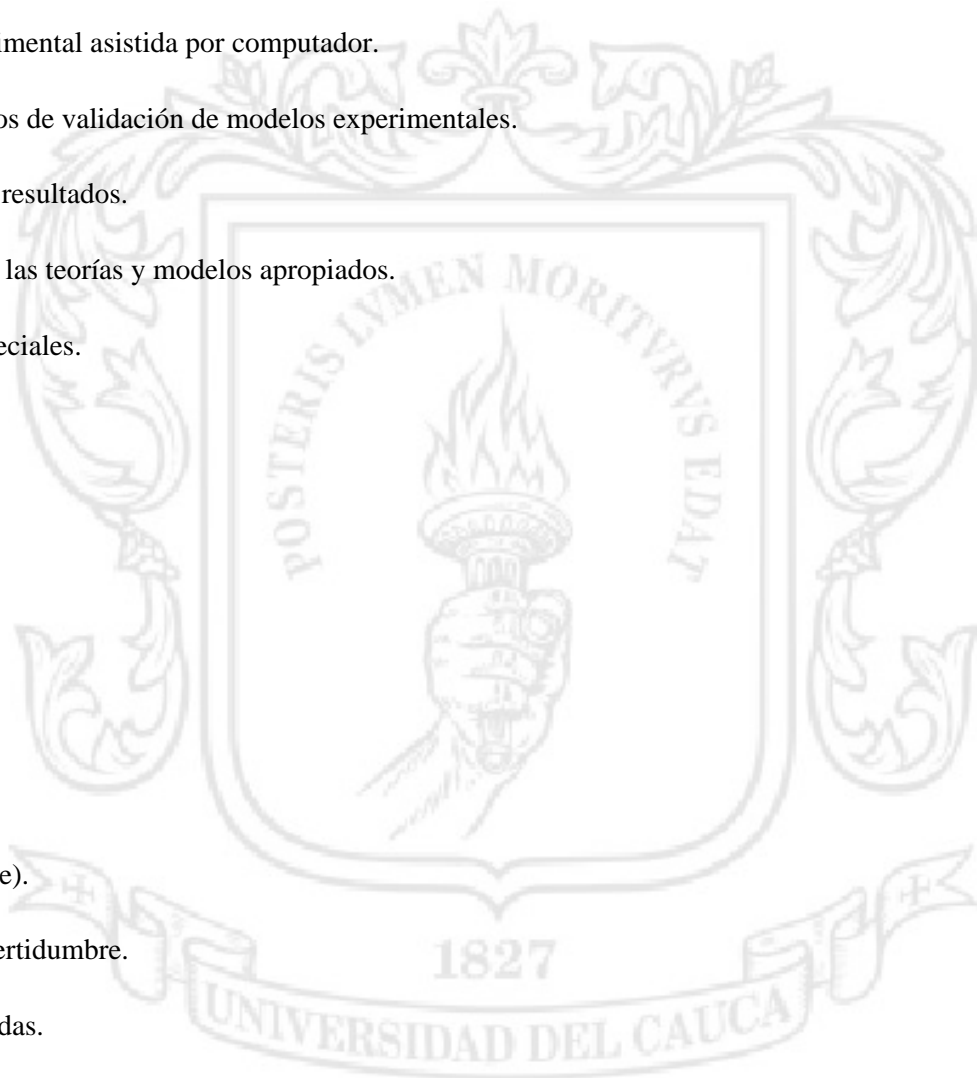 imental asistida por computador.
os de validación de modelos experimentales.
resultados.
las teorías y modelos apropiados.
eciales.
POSTERIS LVMEN MORITVRVS EDAT
e).
ertidumbre.
1827
das.
UNIVERSIDAD DEL CAUCA